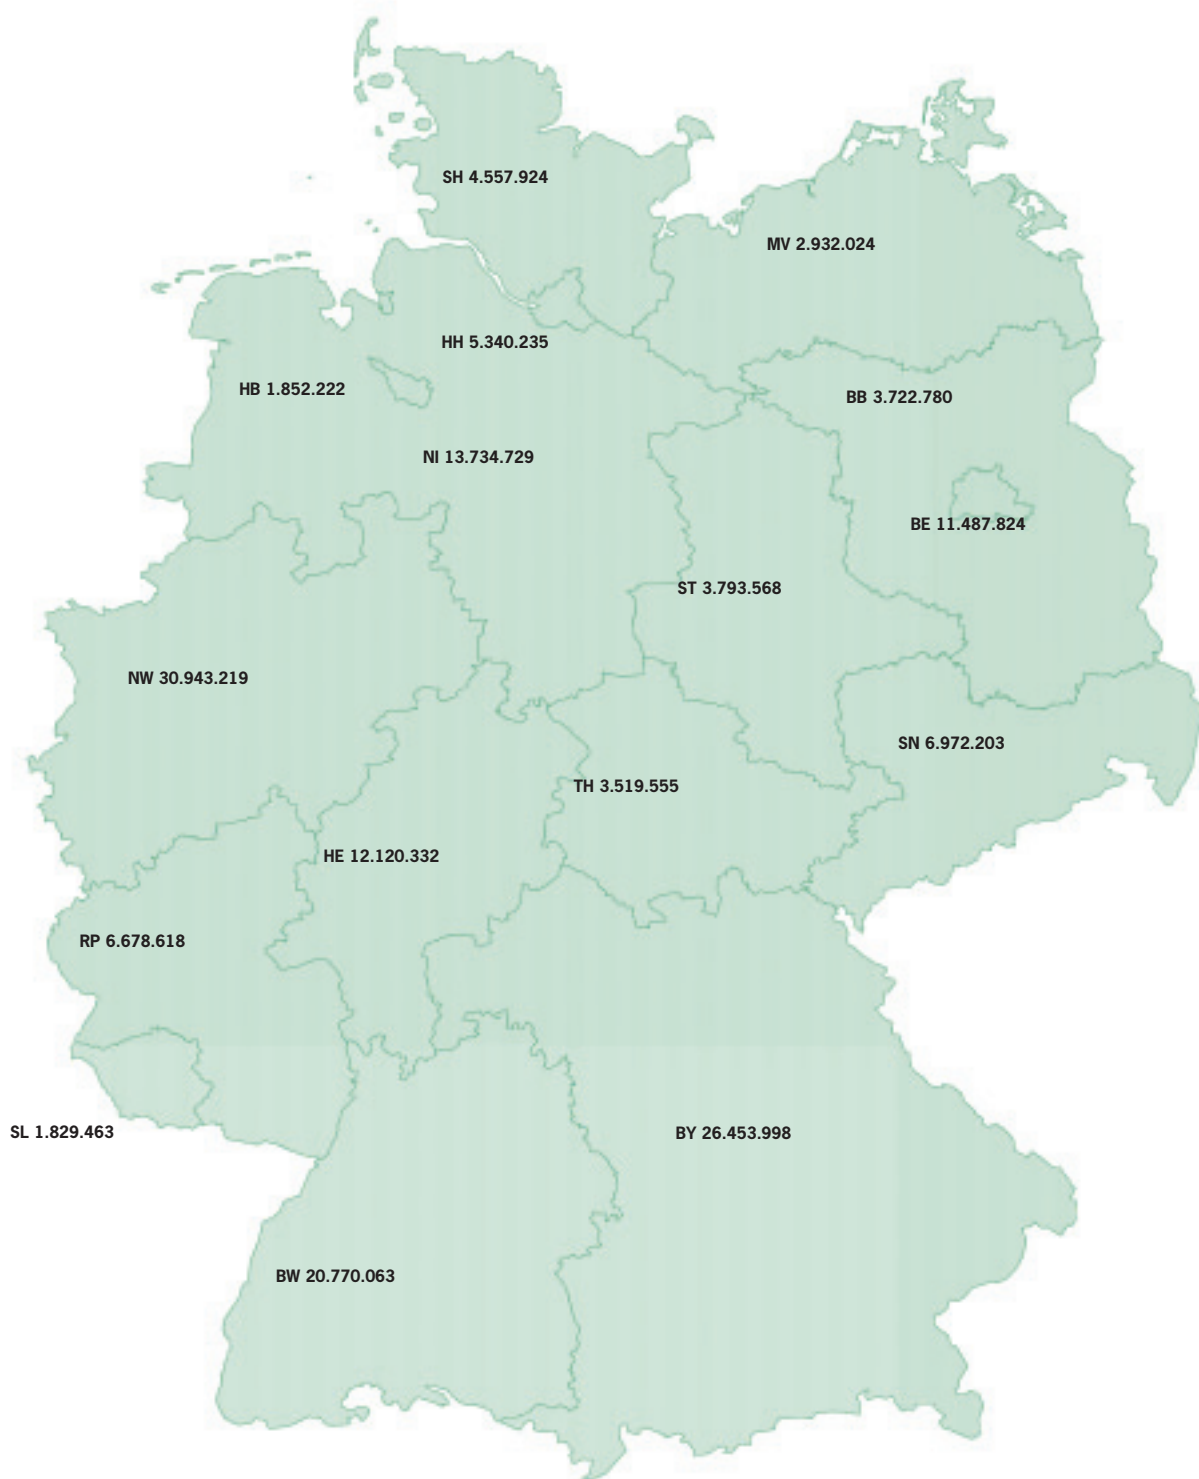 SH 4.557.924
MV 2.932.024
HH 5.340.235
HB 1.852.222
BB 3.722.780
NI 13.734.729
BE 11.487.824
ST 3.793.568
NW 30.943.219
SN 6.972.203
TH 3.519.555
HE 12.120.332
RP 6.678.618
SL 1.829.463
BY 26.453.998
BW 20.770.063